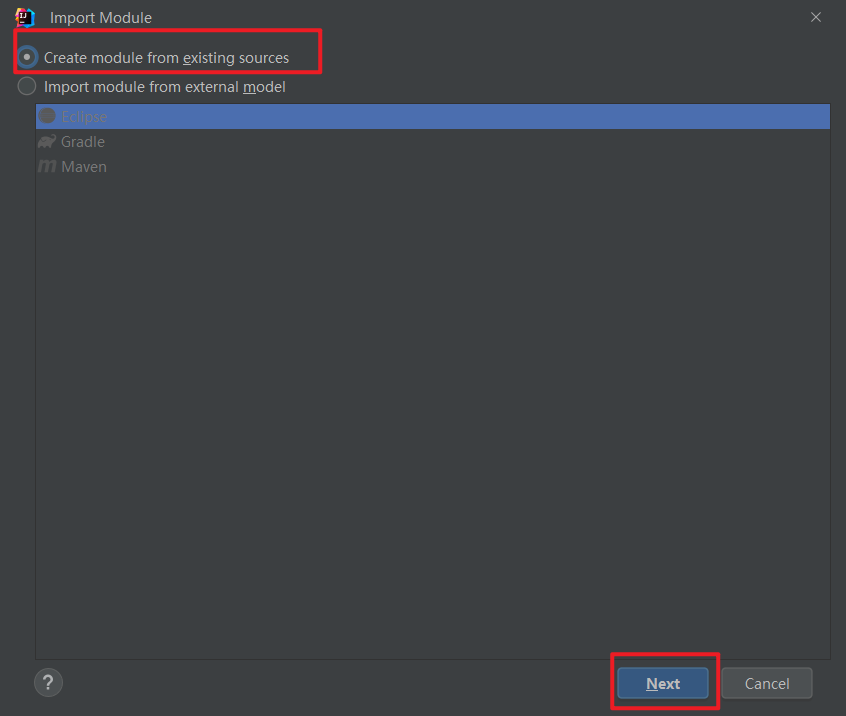 Import Module
Create module from existing sources
Import module from external model
Eclipse
Gradle
Maven
?
Next
Cancel